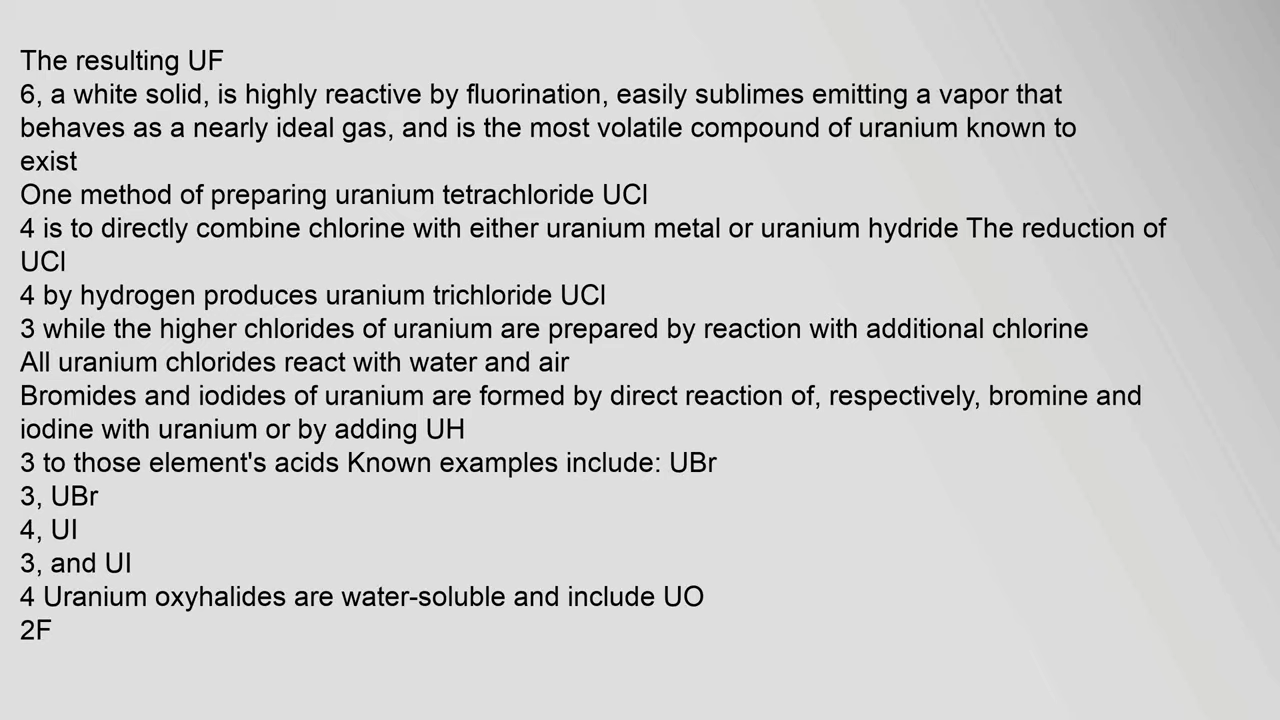 The resulting UF
6, a white solid, is highly reactive by fluorination, easily sublimes emitting a vapor that
behaves as a nearly ideal gas, and is the most volatile compound of uranium known to
exist
One method of preparing uranium tetrachloride UCl
4 is to directly combine chlorine with either uranium metal or uranium hydride The reduction of
UCl
4 by hydrogen produces uranium trichloride UCl
3 while the higher chlorides of uranium are prepared by reaction with additional chlorine
All uranium chlorides react with water and air
Bromides and iodides of uranium are formed by direct reaction of, respectively, bromine and
iodine with uranium or by adding UH
3 to those element's acids Known examples include: UBr
3, UBr
4, UI
3, and UI
4 Uranium oxyhalides are water-soluble and include UO
2F